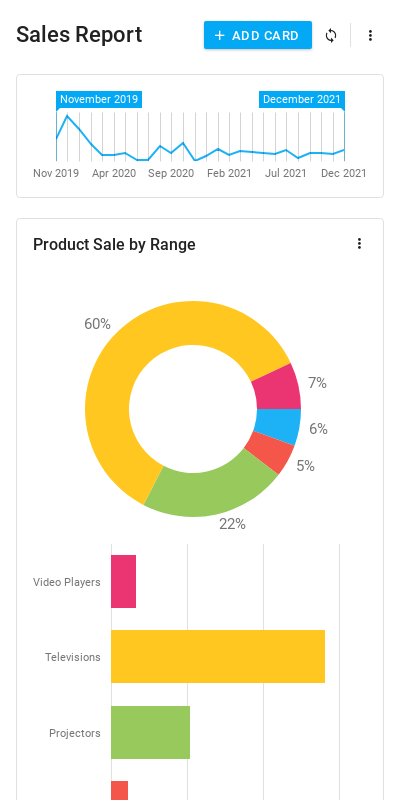 Sales Report
+ ADD CARD
November 2019
December 2021
Nov 2019 Apr 2020 Sep 2020 Feb 2021 Jul 2021 Dec 2021
Product Sale by Range
60%
7%
6%
5%
22%
Video Players
Televisions
Projectors